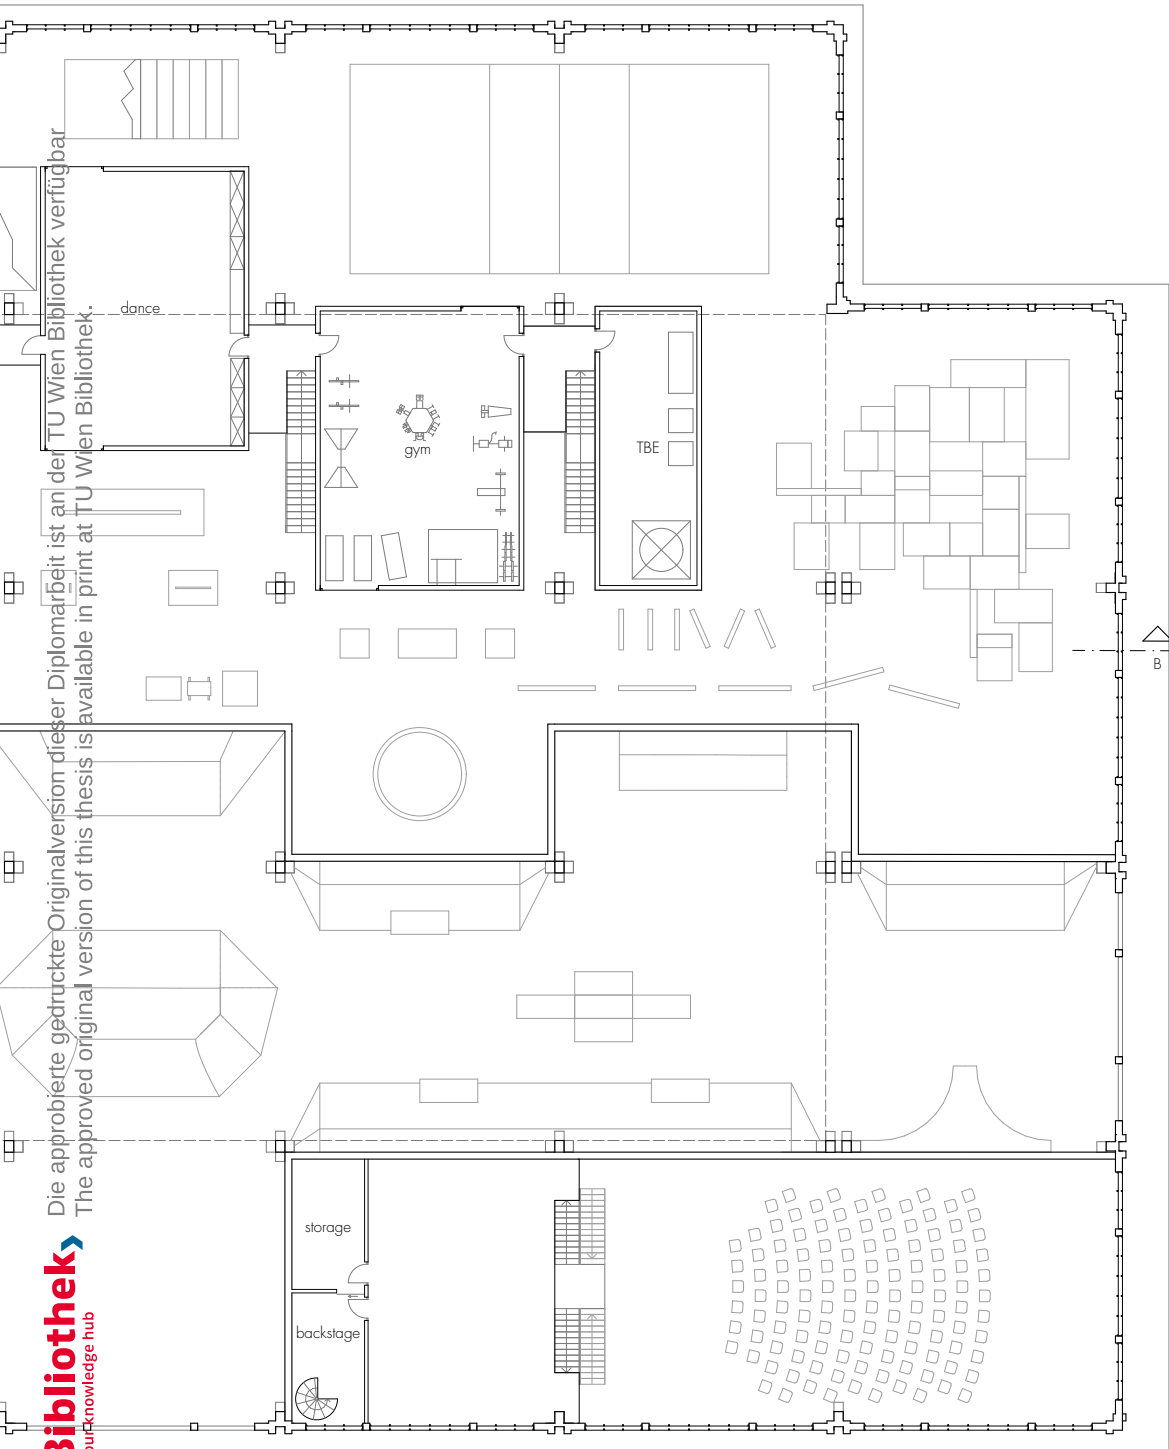 dance
gym
TBE
B
storage
backstage
Die approbierte gedruckte Originalversion dieser Diplomarbeit ist an der TU Wien Bibliothek verfügbar
The approved original version of this thesis is available in print at TU Wien Bibliothek.
Bibliothek
our knowledge hub